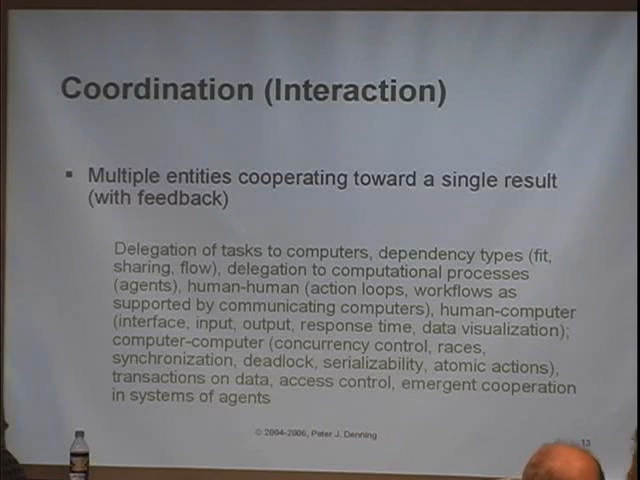 Coordination (Interaction)
▪ Multiple entities cooperating toward a single result
(with feedback)
Delegation of tasks to computers, dependency types (fit,
sharing, flow), delegation to computational processes
(agents), human-human (action loops, workflows as
supported by communicating computers), human-computer
(interface, input, output, response time, data visualization);
computer-computer (concurrency control, races,
synchronization, deadlock, serializability, atomic actions),
transactions on data, access control, emergent cooperation
in systems of agents
© 2004-2006, Peter J. Denning
13